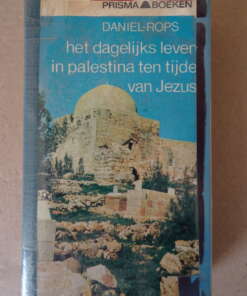 PRISMA BOEKEN
DANIEL-ROPS
het dagelijks leven
in palestina ten tijde
van Jezus